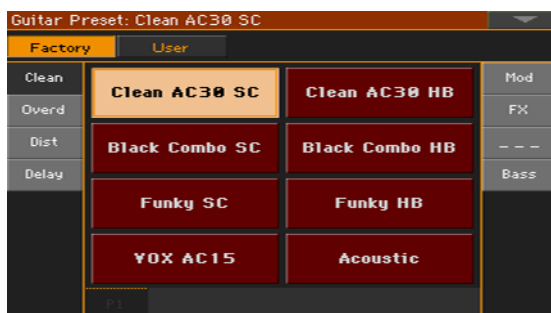 Guitar Preset: Clean AC30 SC
Factory User
Clean
Overd
Dist
Delay
Clean AC30 SC Clean AC30 HB
Black Combo SC Black Combo HB
Funky SC Funky HB
VOX AC15 Acoustic
P1
Mod
FX
---
Bass